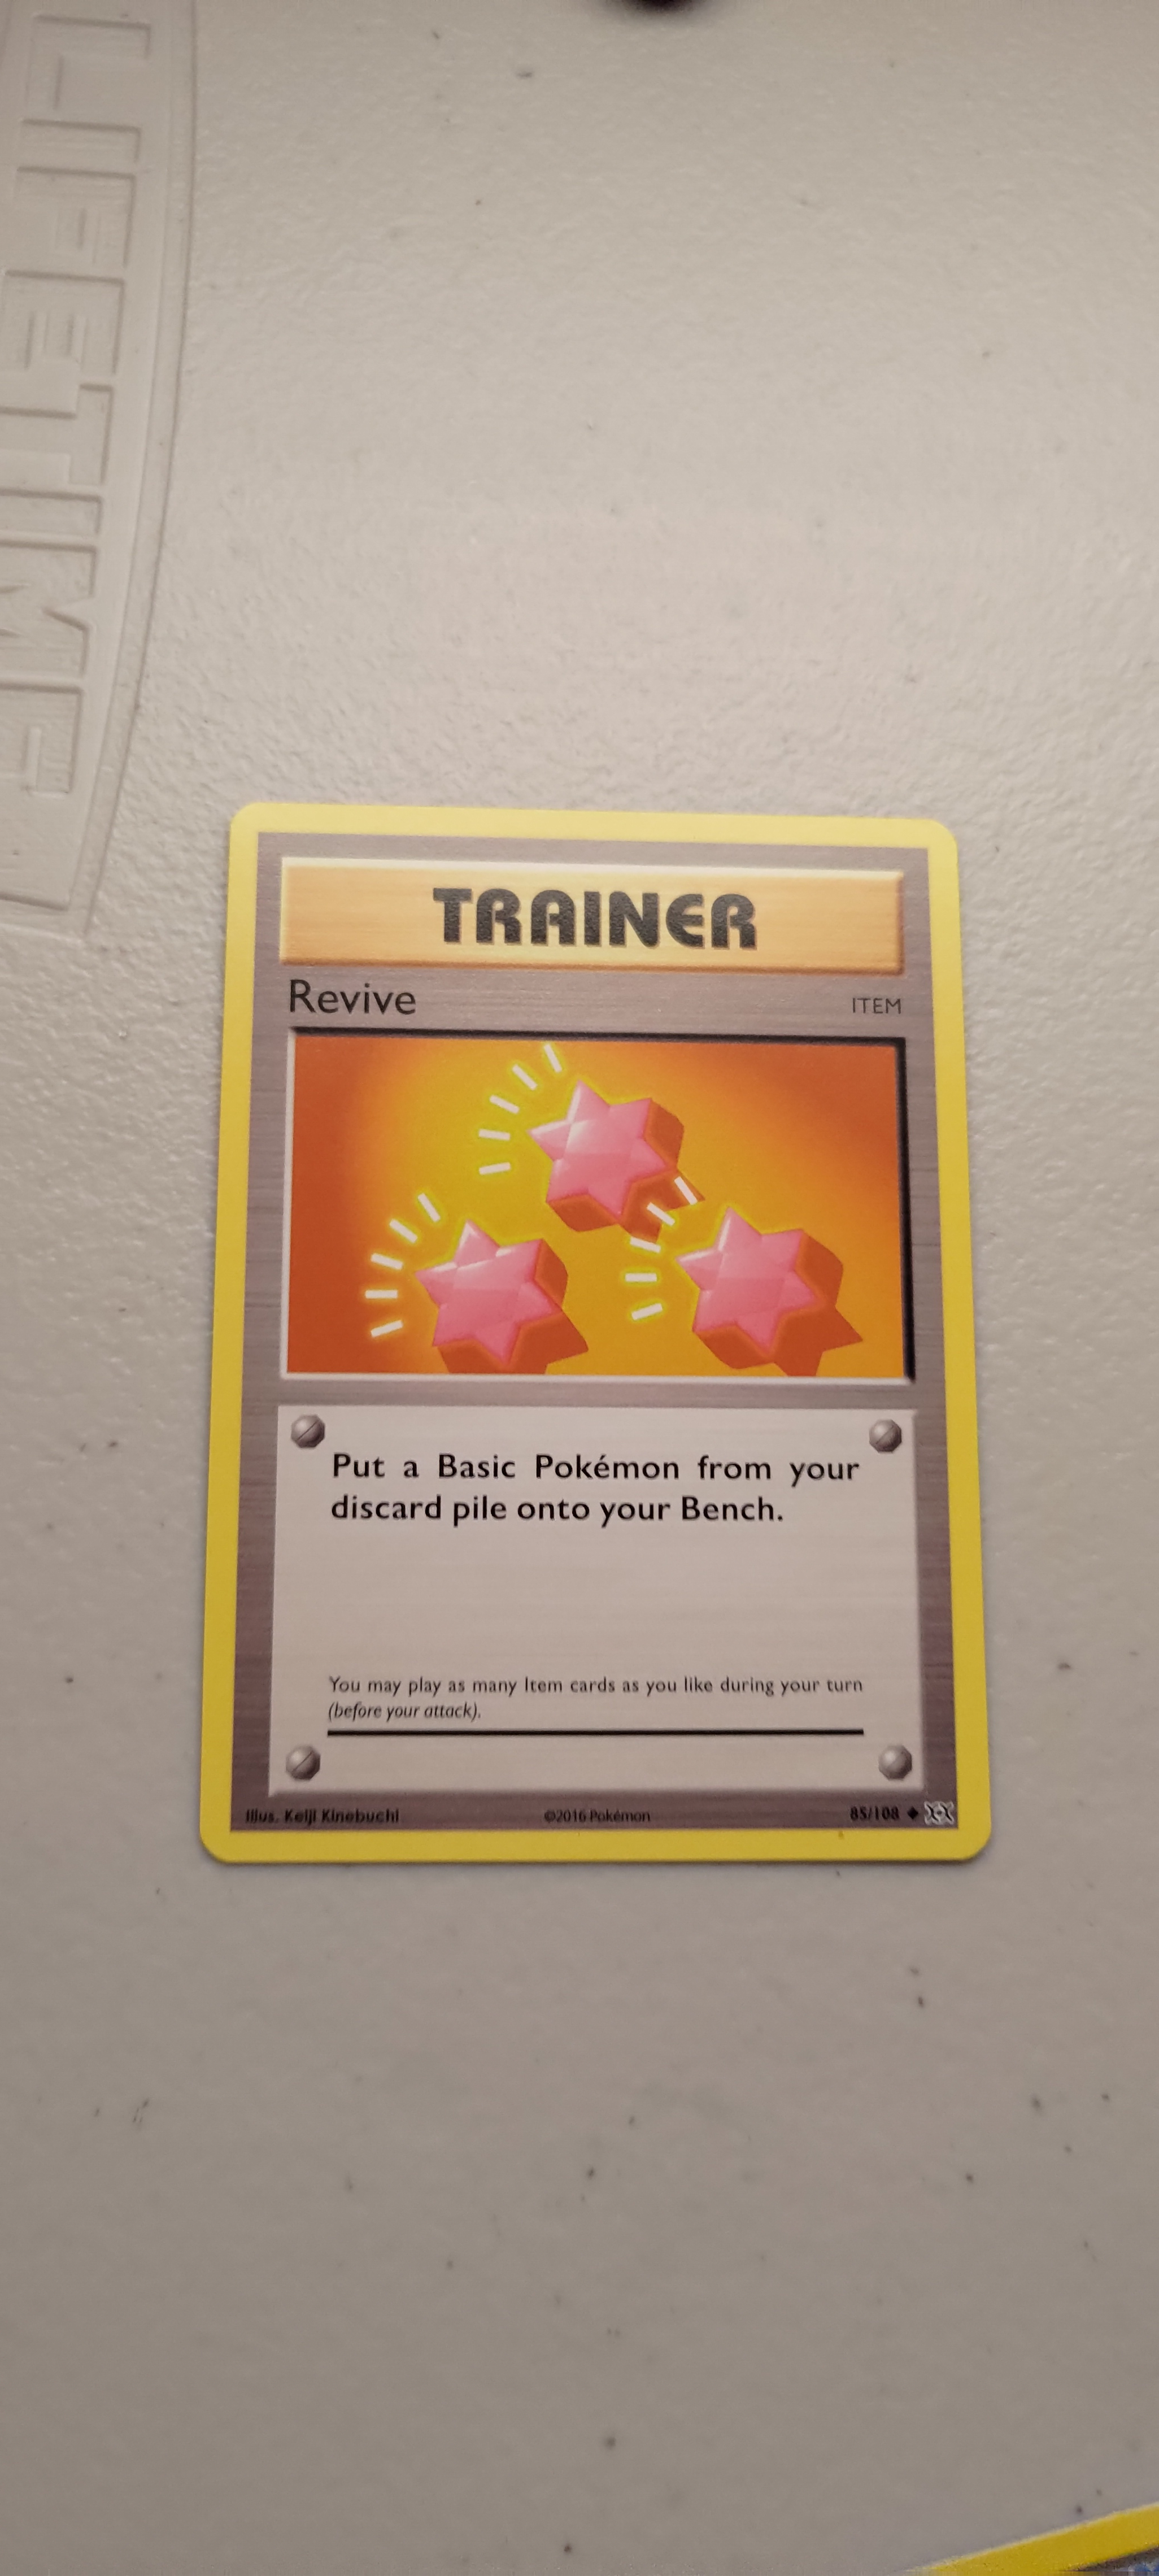 LIFETIME
TRAINER
Revive ITEM
Put a Basic Pokémon from your
discard pile onto your Bench.
You may play as many Item cards as you like during your turn
(before your attack).
Illus. Keiji Kinebuchi ©2016 Pokémon 85/108